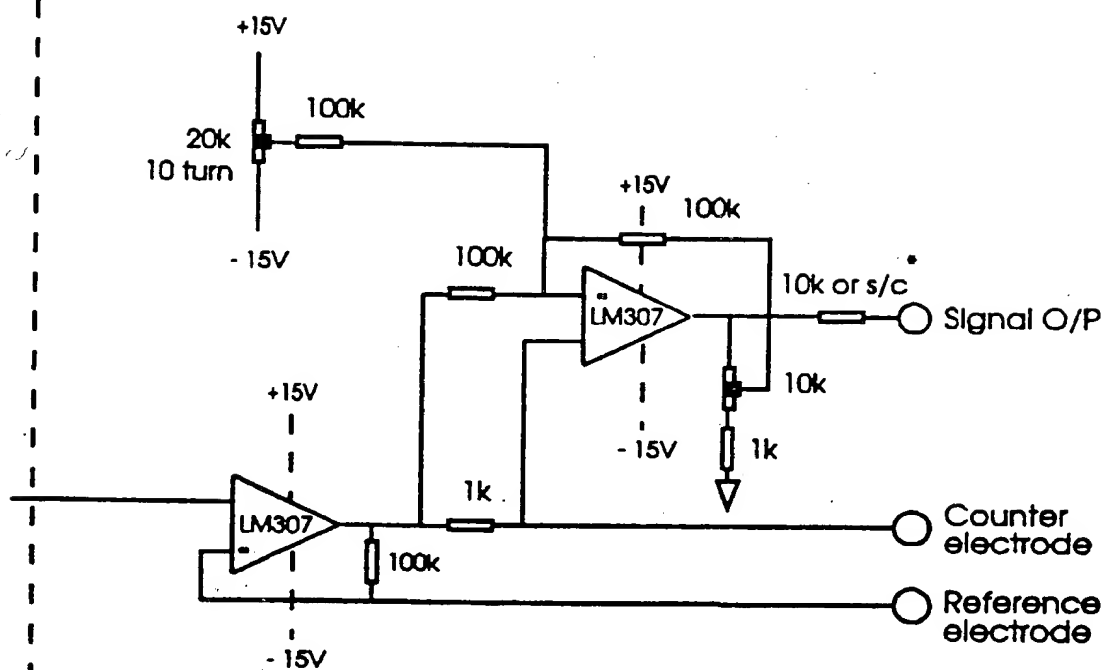 +15V
100k
20k
10 turn
- 15V
+15V
100k
100k
10k or s/c *
-
LM307
Signal O/P
10k
- 15V
1k
+15V
1k
LM307
-
Counter
electrode
100k
Reference
electrode
- 15V